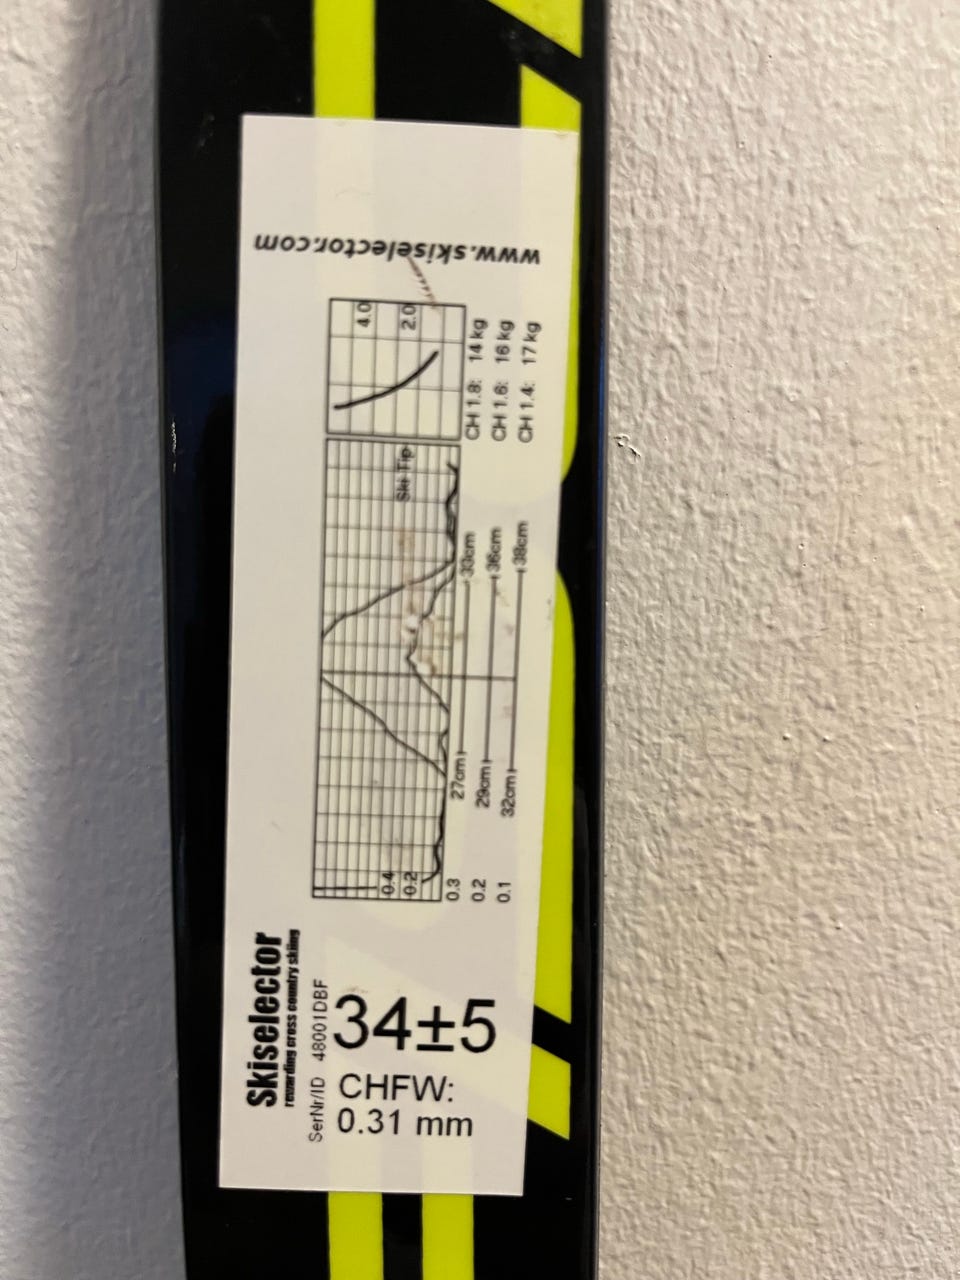 Skiselector
rewarding cross country skiing
SerNr/ID 48001DBF
34±5
CHFW:
0.31 mm
0.4
0.2
Ski Tip
4.0
2.0
0.3 27cm 33cm
0.2 29cm 36cm
0.1 32cm 38cm
CH 1.8: 14 kg
CH 1.6: 16 kg
CH 1.4: 17 kg
www.skiselector.com